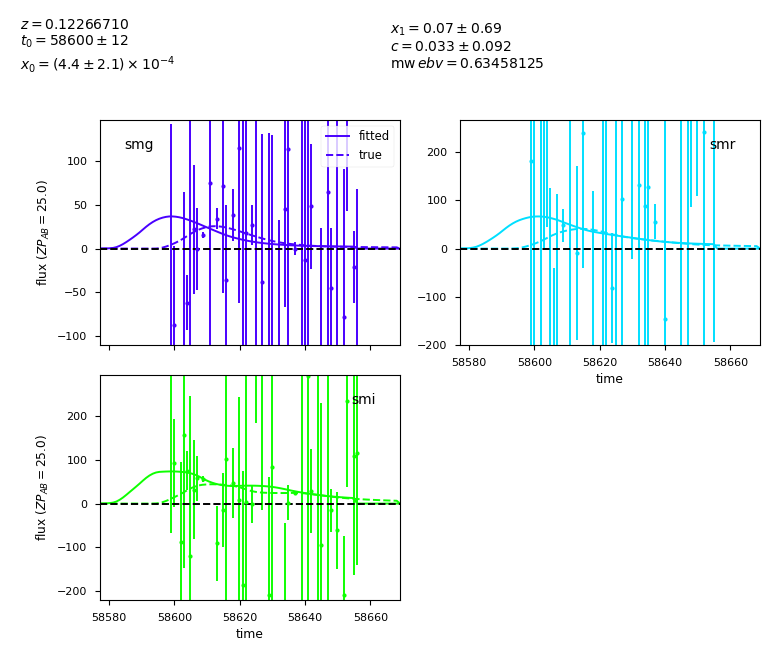 z = 0.12266710
t₀ = 58600 ± 12
x₀ = (4.4 ± 2.1) × 10⁻⁴
x₁ = 0.07 ± 0.69
c = 0.033 ± 0.092
mw ebv = 0.63458125
smg
fitted
true
100
50
0
−50
−100
flux (ZP_AB = 25.0)
smr
200
100
0
−100
−200
58580 58600 58620 58640 58660
time
smi
200
100
0
−100
−200
flux (ZP_AB = 25.0)
58580 58600 58620 58640 58660
time